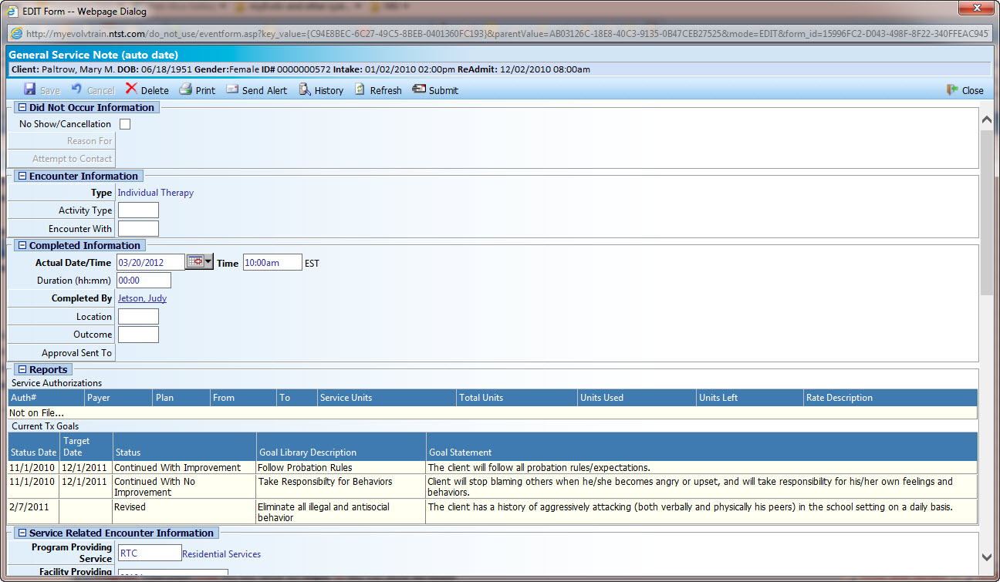 EDIT Form -- Webpage Dialog
http://myevolvtrain.ntst.com/do_not_use/eventform.asp?key_value={C94E8BEC-6C27-49C5-8BEB-0401360FC193}&parentValue=AB03126C-18E8-40C3-9135-0B47CEB27525&mode=EDIT&form_id=15996FC2-D043-498F-8F22-340FFEAC945
General Service Note (auto date)
Client: Paltrow, Mary M. DOB: 06/18/1951 Gender:Female ID# 0000000572 Intake: 01/02/2010 02:00pm ReAdmit: 12/02/2010 08:00am
Save Cancel Delete Print Send Alert History Refresh Submit Close
Did Not Occur Information
No Show/Cancellation
Reason For
Attempt to Contact
Encounter Information
Type Individual Therapy
Activity Type
Encounter With
Completed Information
Actual Date/Time 03/20/2012 Time 10:00am EST
Duration (hh:mm) 00:00
Completed By Jetson, Judy
Location
Outcome
Approval Sent To
Reports
Service Authorizations
Auth# Payer Plan From To Service Units Total Units Units Used Units Left Rate Description
Not on File...
Current Tx Goals
Status Date Target Date Status Goal Library Description Goal Statement
11/1/2010 12/1/2011 Continued With Improvement Follow Probation Rules The client will follow all probation rules/expectations.
11/1/2010 12/1/2011 Continued With No Improvement Take Responsibilty for Behaviors Client will stop blaming others when he/she becomes angry or upset, and will take responsibility for his/her own feelings and behaviors.
2/7/2011 Revised Eliminate all illegal and antisocial behavior The client has a history of aggressively attacking (both verbally and physically his peers) in the school setting on a daily basis.
Service Related Encounter Information
Program Providing Service RTC Residential Services
Facility Providing